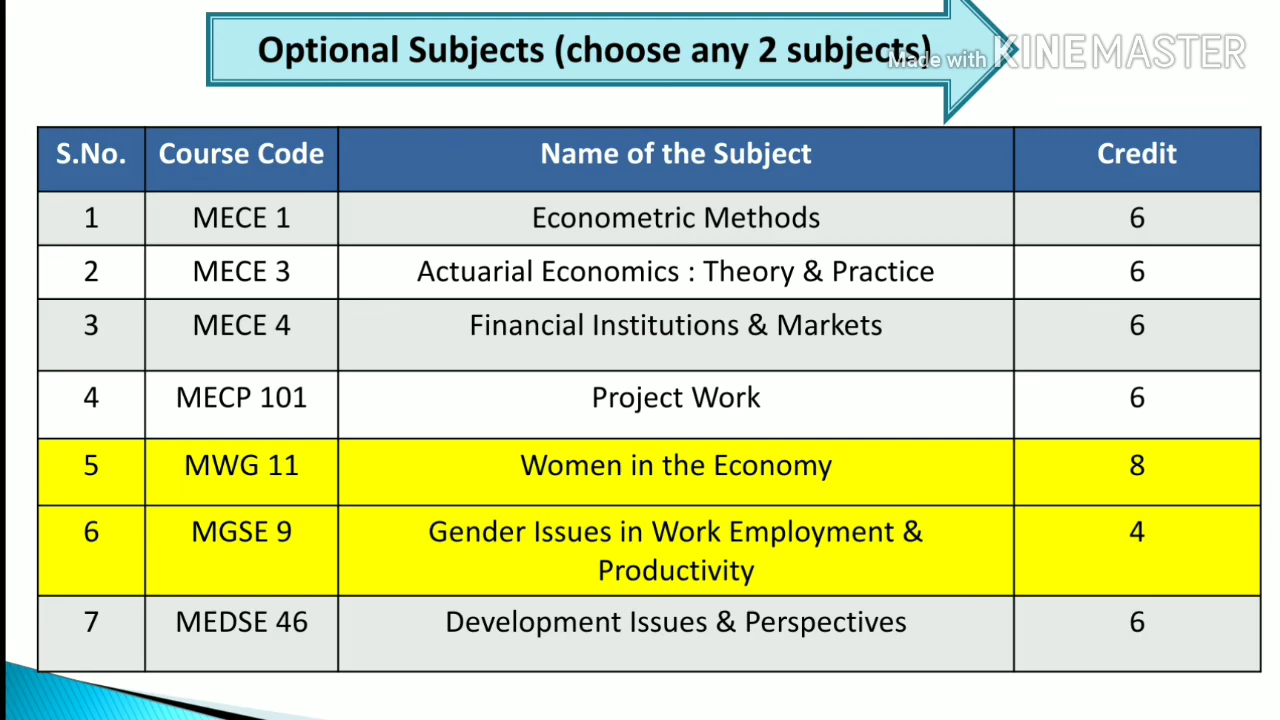 Optional Subjects (choose any 2 subjects)
Made with KINEMASTER
S.No. Course Code Name of the Subject Credit
1 MECE 1 Econometric Methods 6
2 MECE 3 Actuarial Economics : Theory & Practice 6
3 MECE 4 Financial Institutions & Markets 6
4 MECP 101 Project Work 6
5 MWG 11 Women in the Economy 8
6 MGSE 9 Gender Issues in Work Employment & 4
Productivity
7 MEDSE 46 Development Issues & Perspectives 6